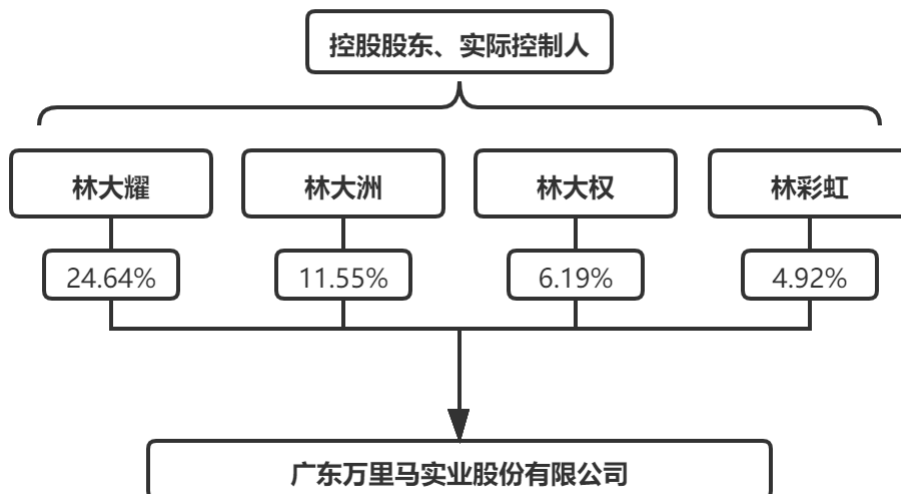 控股股东、实际控制人
林大耀
林大洲
林大权
林彩虹
24.64%
11.55%
6.19%
4.92%
广东万里马实业股份有限公司